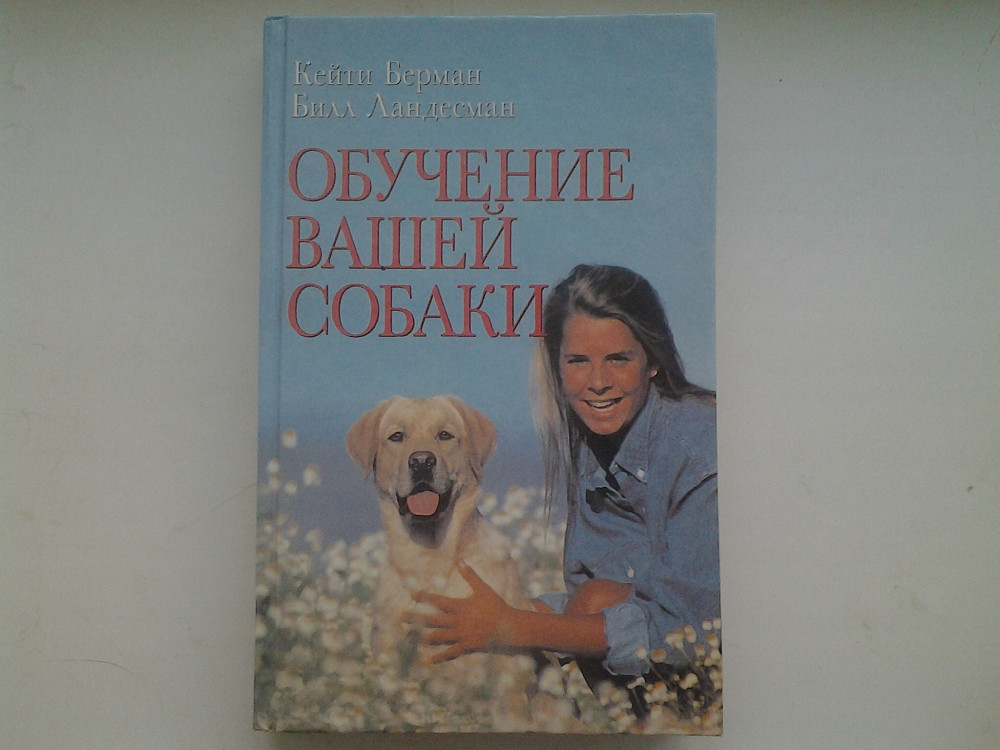 Кейти Берман
Билл Ландесман
ОБУЧЕНИЕ
ВАШЕЙ
СОБАКИ